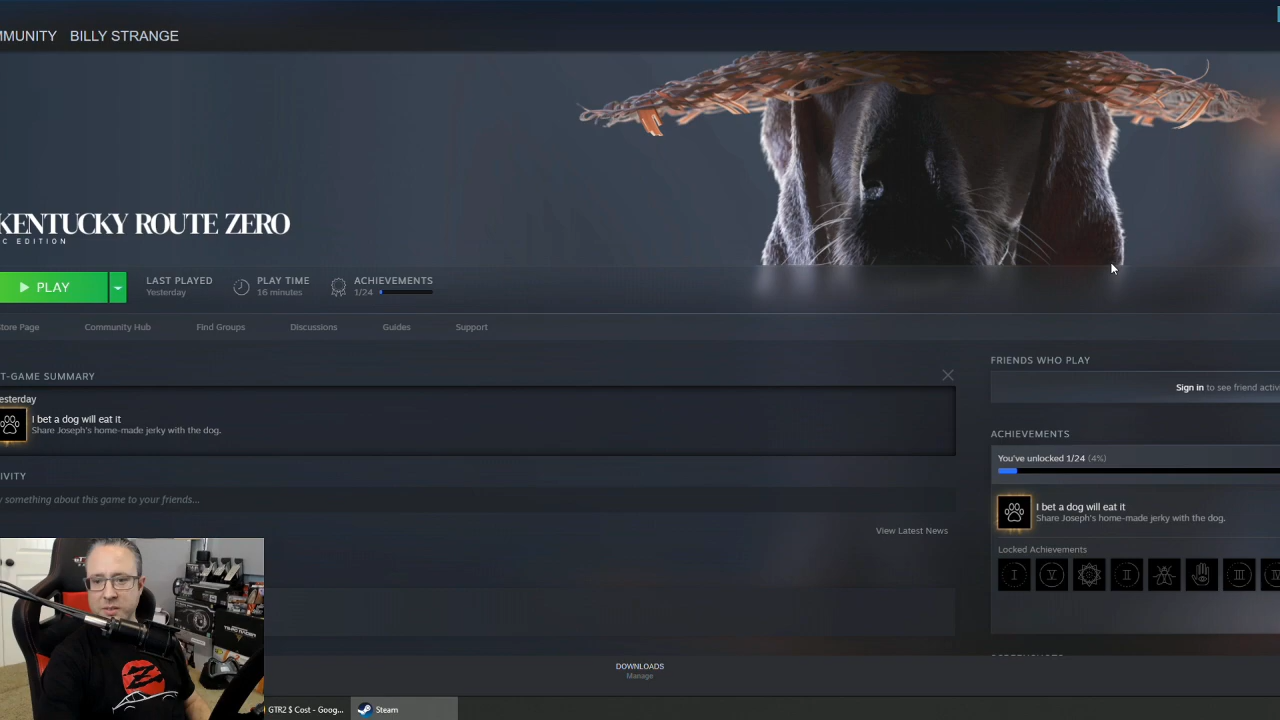 MMUNITY BILLY STRANGE
KENTUCKY ROUTE ZERO
C EDITION
PLAY
LAST PLAYED
Yesterday
PLAY TIME
16 minutes
ACHIEVEMENTS
1/24
tore Page Community Hub Find Groups Discussions Guides Support
T-GAME SUMMARY
esterday
I bet a dog will eat it
Share Joseph's home-made jerky with the dog.
IVITY
y something about this game to your friends...
View Latest News
FRIENDS WHO PLAY
Sign in to see friend activ
ACHIEVEMENTS
You've unlocked 1/24 (4%)
I bet a dog will eat it
Share Joseph's home-made jerky with the dog.
Locked Achievements
I V II III
DOWNLOADS
Manage
GTR2 $ Cost - Goog... Steam